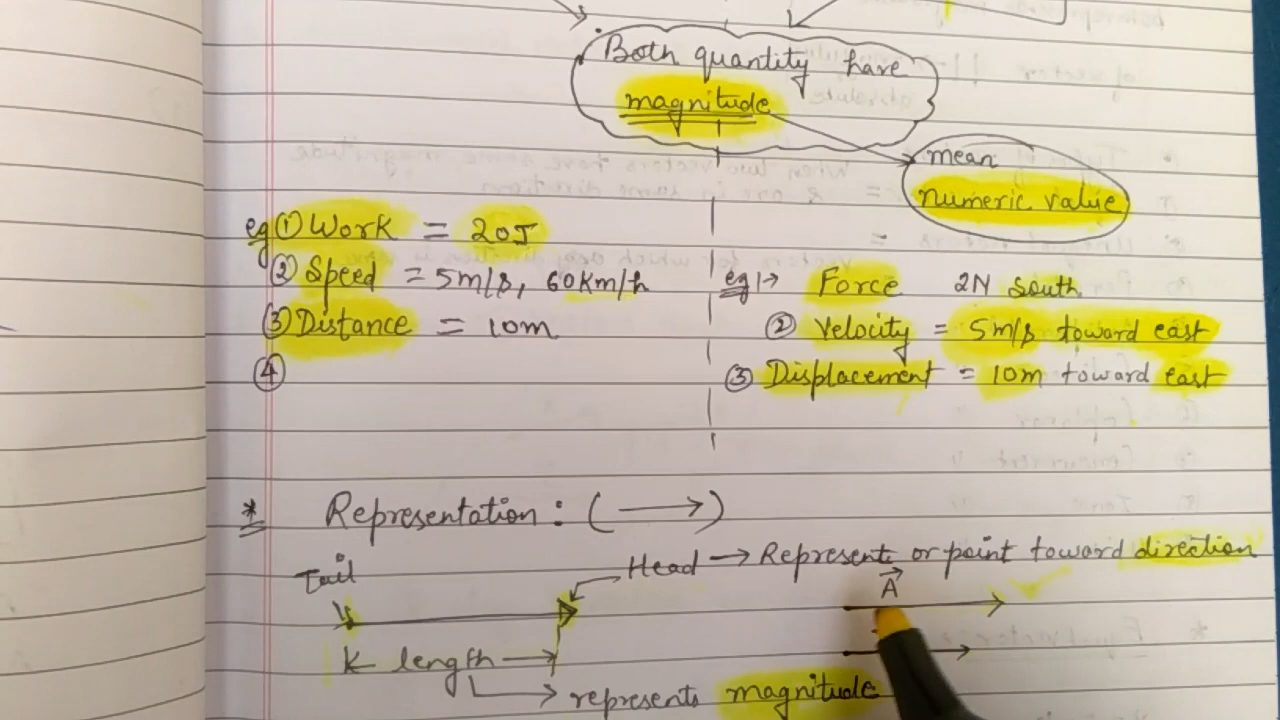 Both quantity have
magnitude
mean
numeric value
eg ① Work = 20J
② Speed = 5m/s, 60km/h
③ Distance = 10m
④
eg 1→ Force 2N South
② Velocity = 5m/s toward east
③ Displacement = 10m toward east
* Representation : ( → )
Tail
Head → Represents or point toward direction
A
length →
represents magnitude